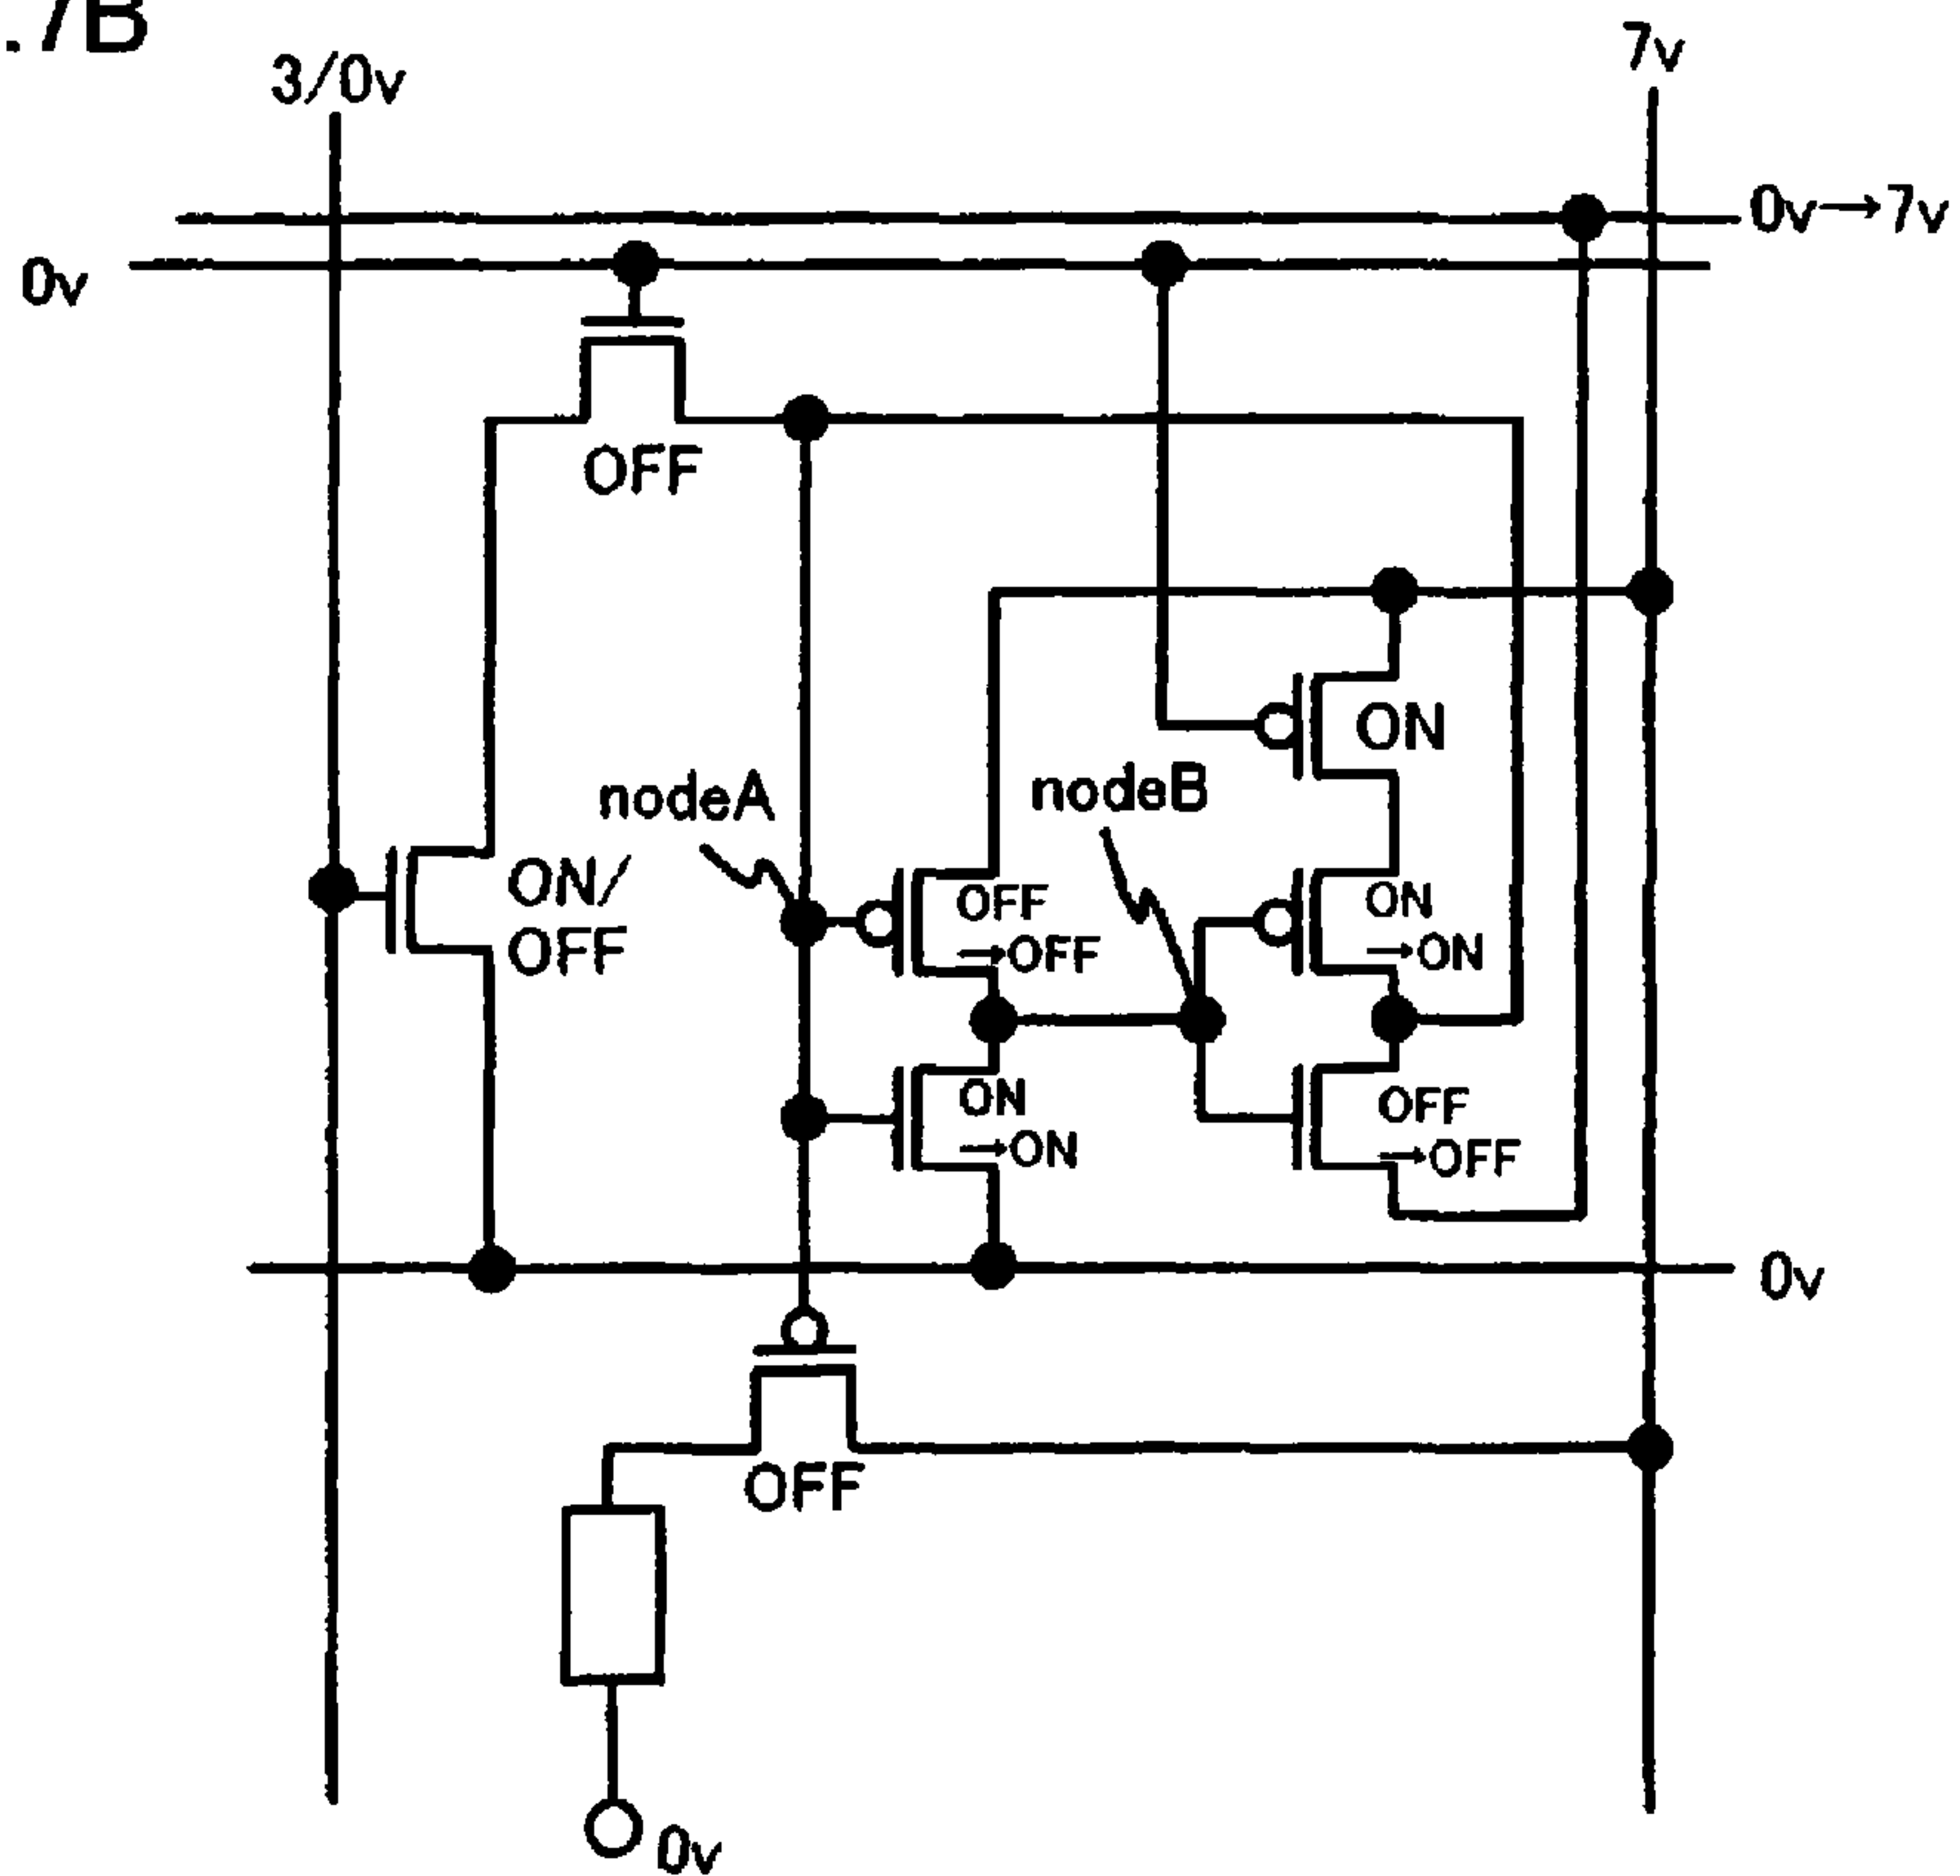 .7B
3/0v
7v
0v→7v
0v
OFF
ON
nodeA
nodeB
ON/
OFF
OFF
→OFF
ON
→ON
ON
→ON
OFF
→OFF
0v
OFF
0v